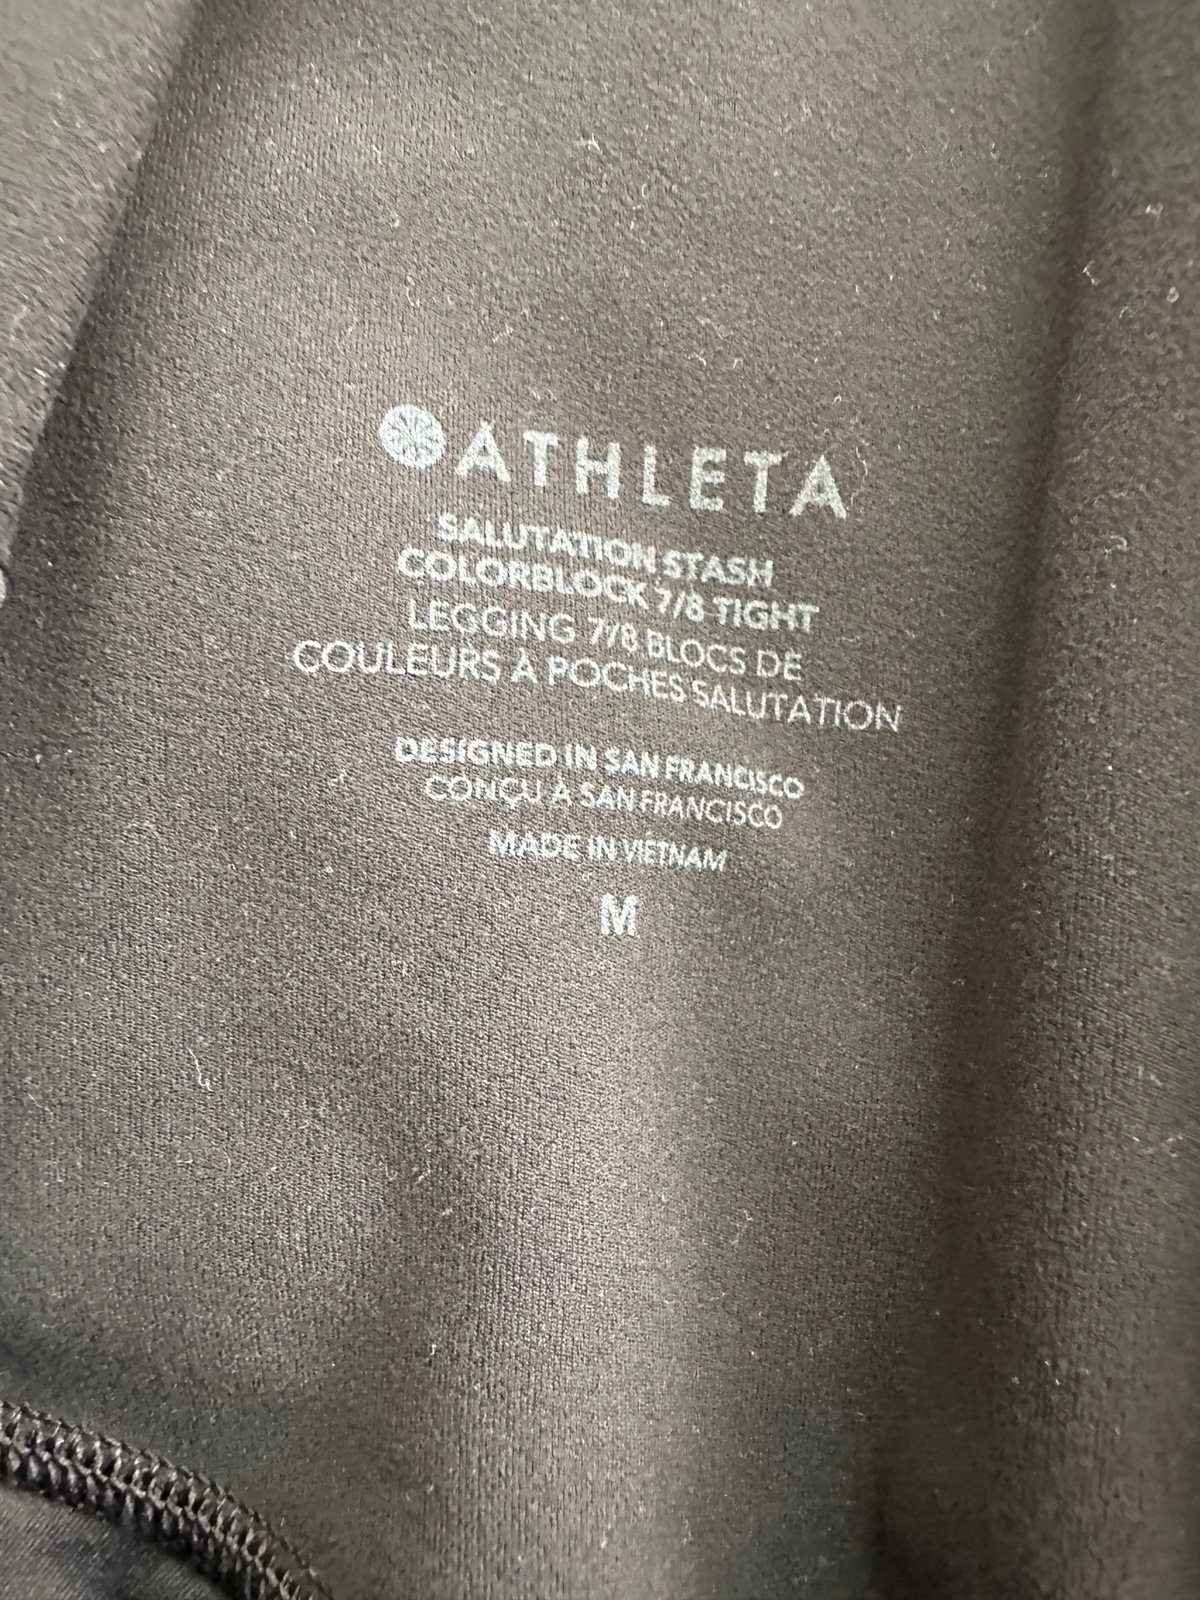 ATHLETA
SALUTATION STASH
COLORBLOCK 7/8 TIGHT
LEGGING 7/8 BLOCS DE
COULEURS À POCHES SALUTATION
DESIGNED IN SAN FRANCISCO
CONÇU À SAN FRANCISCO
MADE IN VIETNAM
M